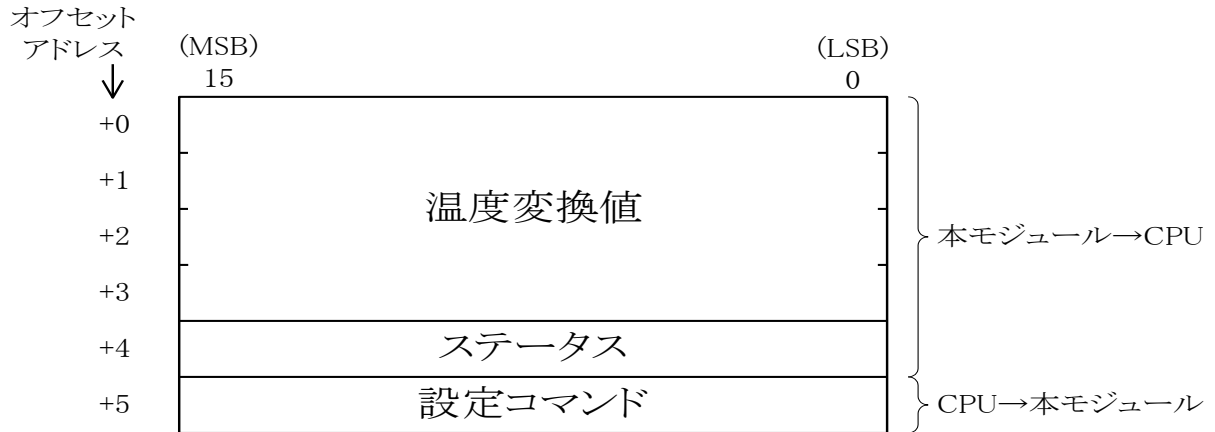 オフセット
アドレス
↓
(MSB)
15
(LSB)
0
+0
+1
+2
+3
+4
+5
温度変換値
ステータス
設定コマンド
本モジュール→CPU
CPU→本モジュール